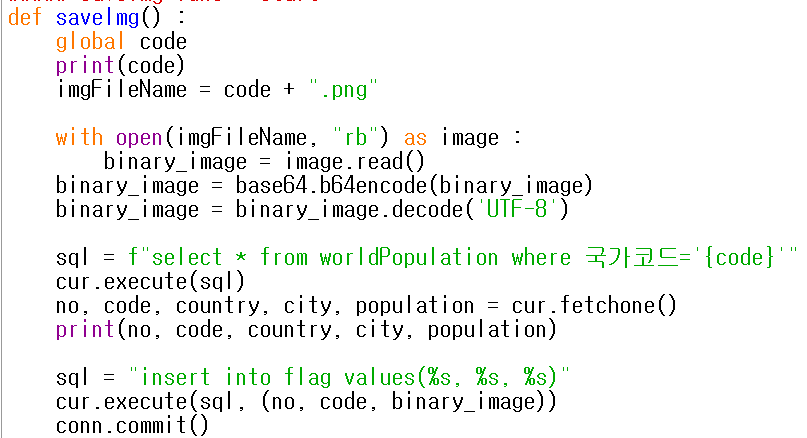 def saveImg() :
    global code
    print(code)
    imgFileName = code + ".png"
    with open(imgFileName, "rb") as image :
        binary_image = image.read()
    binary_image = base64.b64encode(binary_image)
    binary_image = binary_image.decode('UTF-8')
    sql = f"select * from worldPopulation where 국가코드='{code}'"
    cur.execute(sql)
    no, code, country, city, population = cur.fetchone()
    print(no, code, country, city, population)
    sql = "insert into flag values(%s, %s, %s)"
    cur.execute(sql, (no, code, binary_image))
    conn.commit()